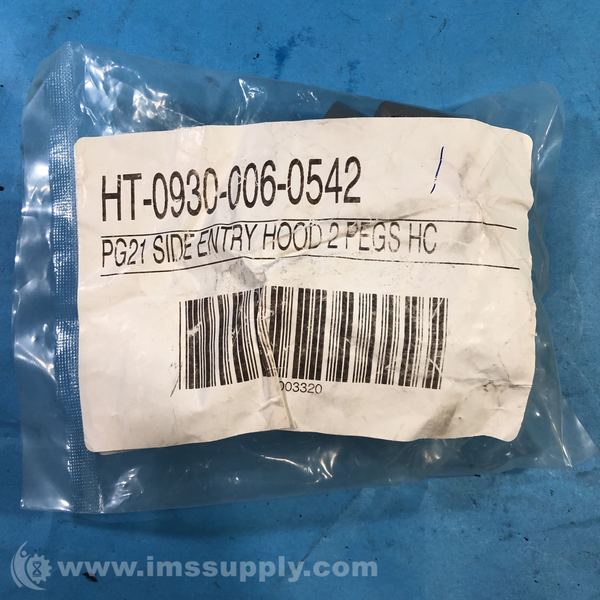 HT-0930-006-0542
PG21 SIDE ENTRY HOOD 2 PEGS HC
003320
www.imssupply.com